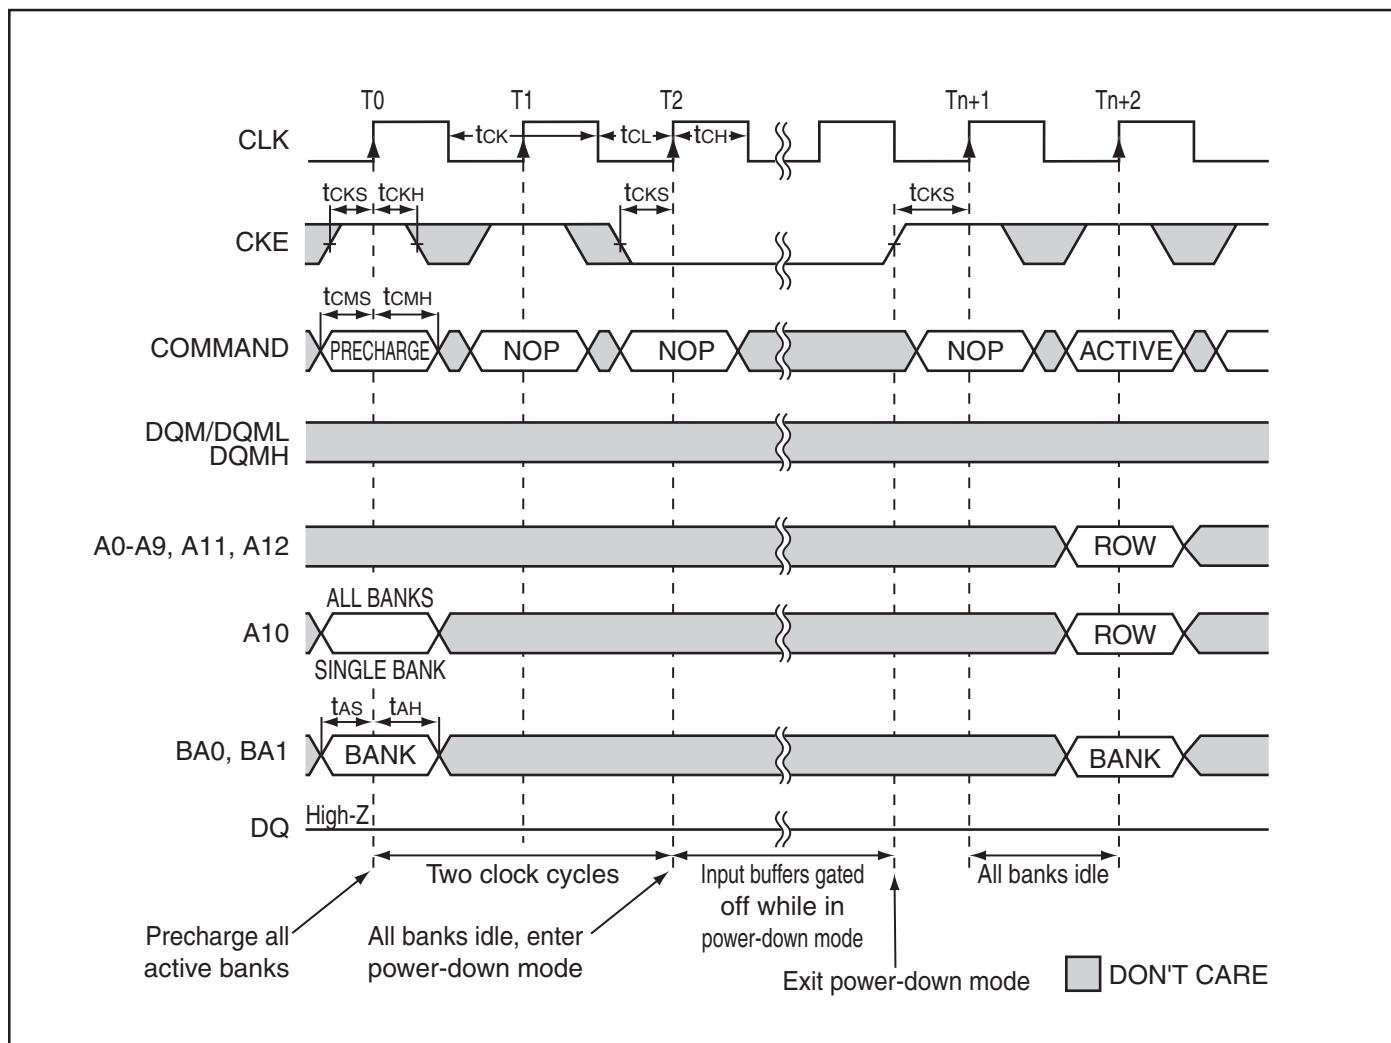 T0 T1 T2 Tn+1 Tn+2
CLK tCK tCL tCH
tCKS tCKH tCKS tCKS
CKE
tCMS tCMH
COMMAND PRECHARGE NOP NOP NOP ACTIVE
DQM/DQML
DQMH
A0-A9, A11, A12 ROW
ALL BANKS
A10 ROW
SINGLE BANK
tAS tAH
BA0, BA1 BANK BANK
High-Z
DQ
Two clock cycles
Input buffers gated
off while in
power-down mode
All banks idle
Precharge all
active banks
All banks idle, enter
power-down mode
Exit power-down mode
DON'T CARE